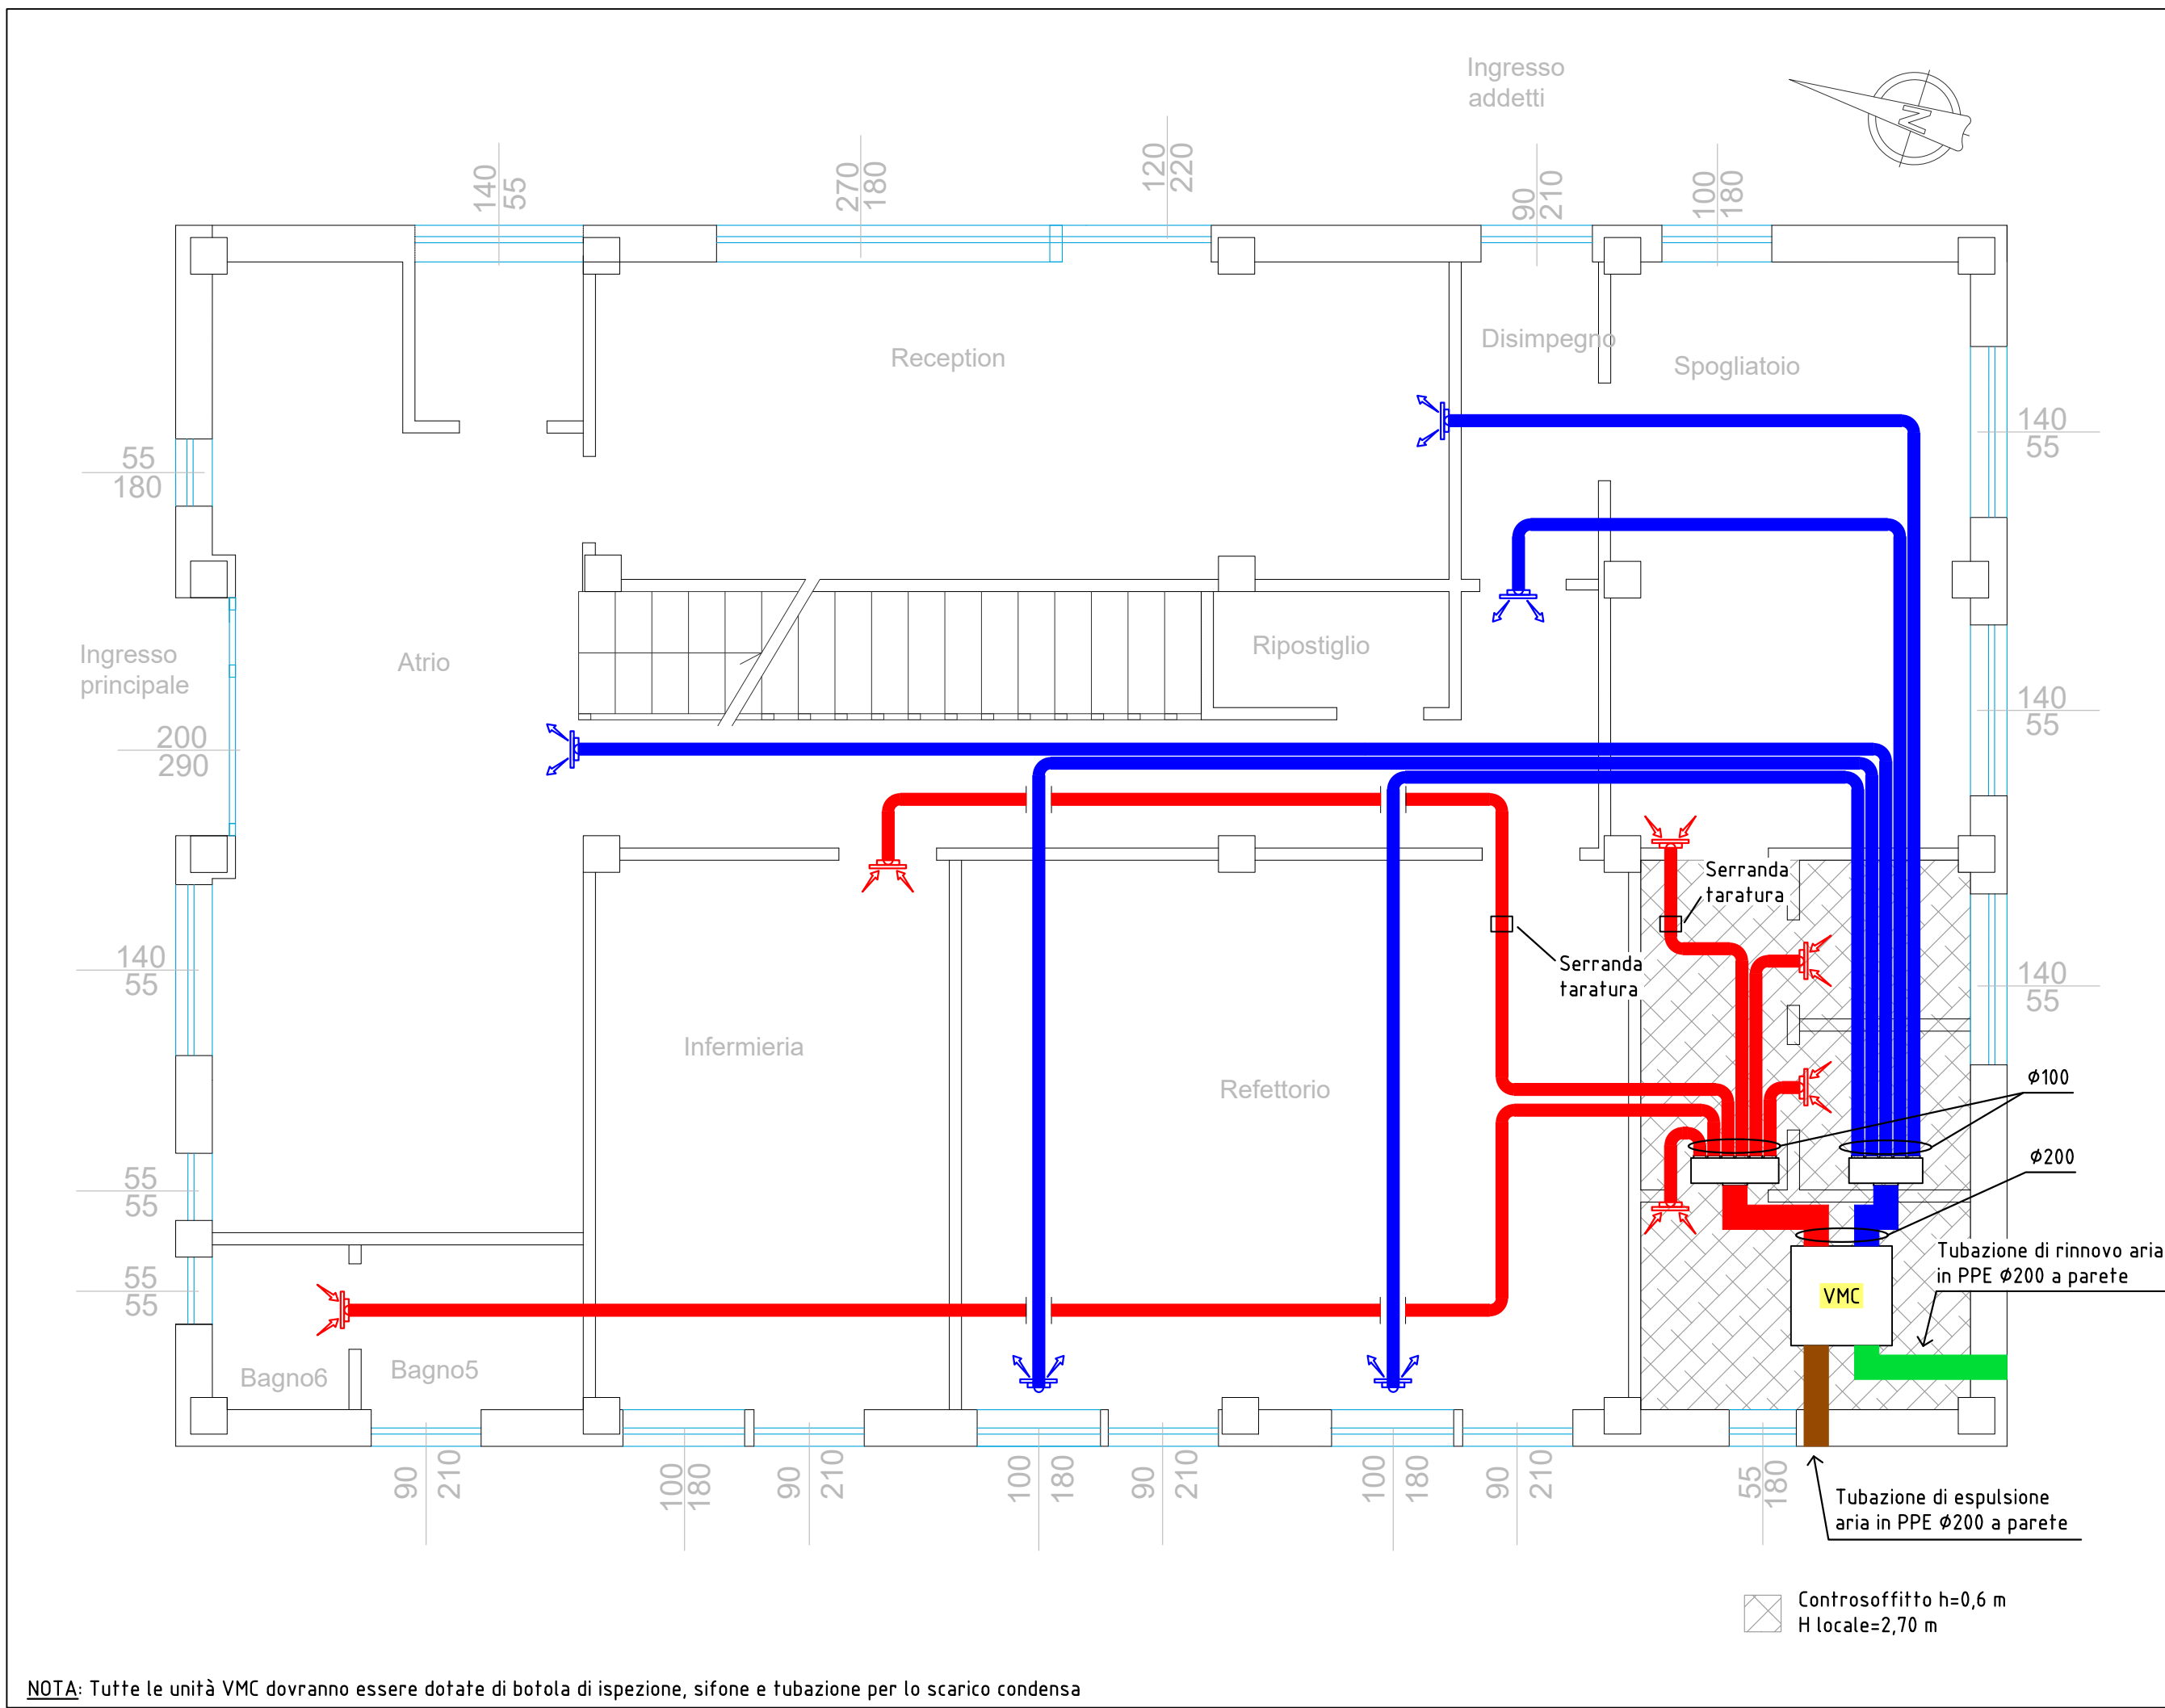 Ingresso
addetti
N
140
55
270
180
120
220
90
210
100
180
Disimpegno
Reception
Spogliatoio
140
55
55
180
Ripostiglio
Ingresso
principale
Atrio
140
55
200
290
Serranda
taratura
Serranda
taratura
140
55
140
55
Infermieria
Refettorio
Ø100
Ø200
55
55
Tubazione di rinnovo aria
in PPE Ø200 a parete
55
55
VMC
Bagno6
Bagno5
90
210
100
180
90
210
100
180
90
210
100
180
90
210
55
180
Tubazione di espulsione
aria in PPE Ø200 a parete
Controsoffitto h=0,6 m
H locale=2,70 m
NOTA: Tutte le unità VMC dovranno essere dotate di botola di ispezione, sifone e tubazione per lo scarico condensa